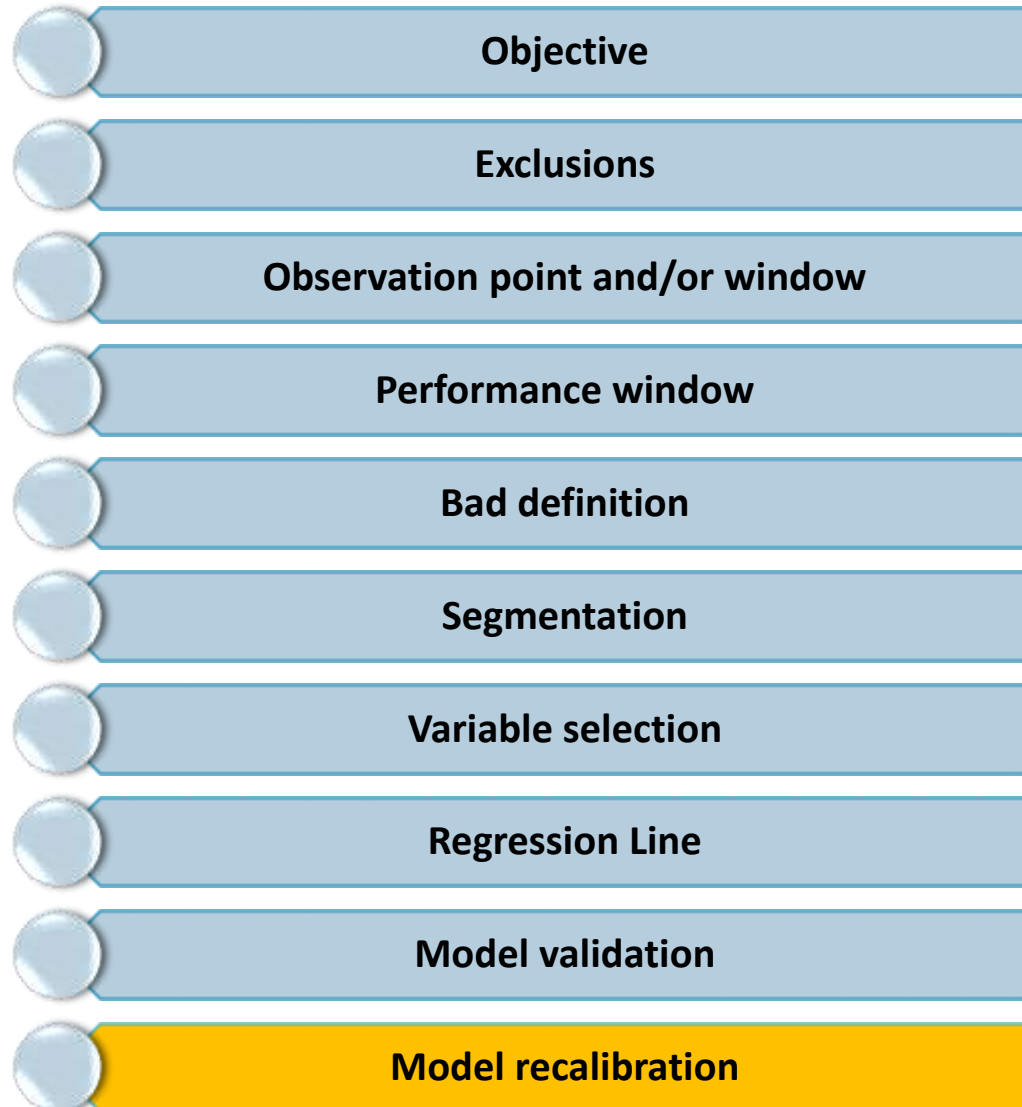 Objective
Exclusions
Observation point and/or window
Performance window
Bad definition
Segmentation
Variable selection
Regression Line
Model validation
Model recalibration